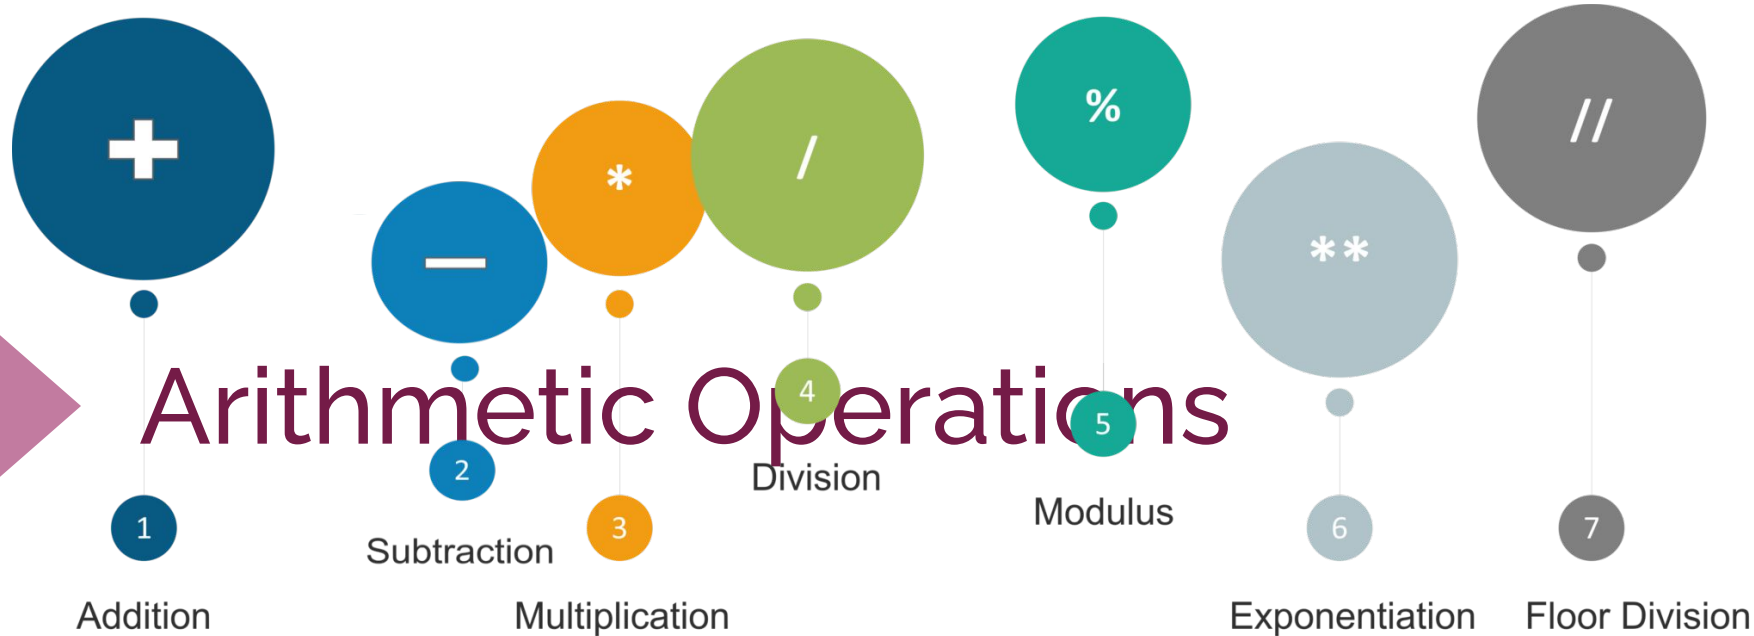 +
−
*
/
%
**
//
Arithmetic Operations
1
2
3
4
5
6
7
Addition
Subtraction
Multiplication
Division
Modulus
Exponentiation
Floor Division